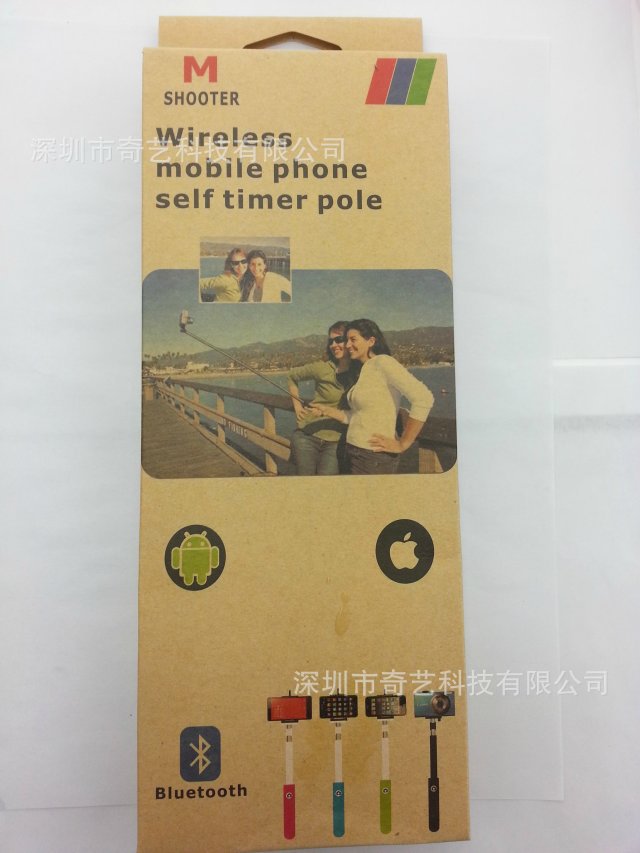 M
SHOOTER
Wireless
深圳市奇艺科技有限公司
mobile phone
self timer pole
深圳市奇艺科技有限公司
Bluetooth